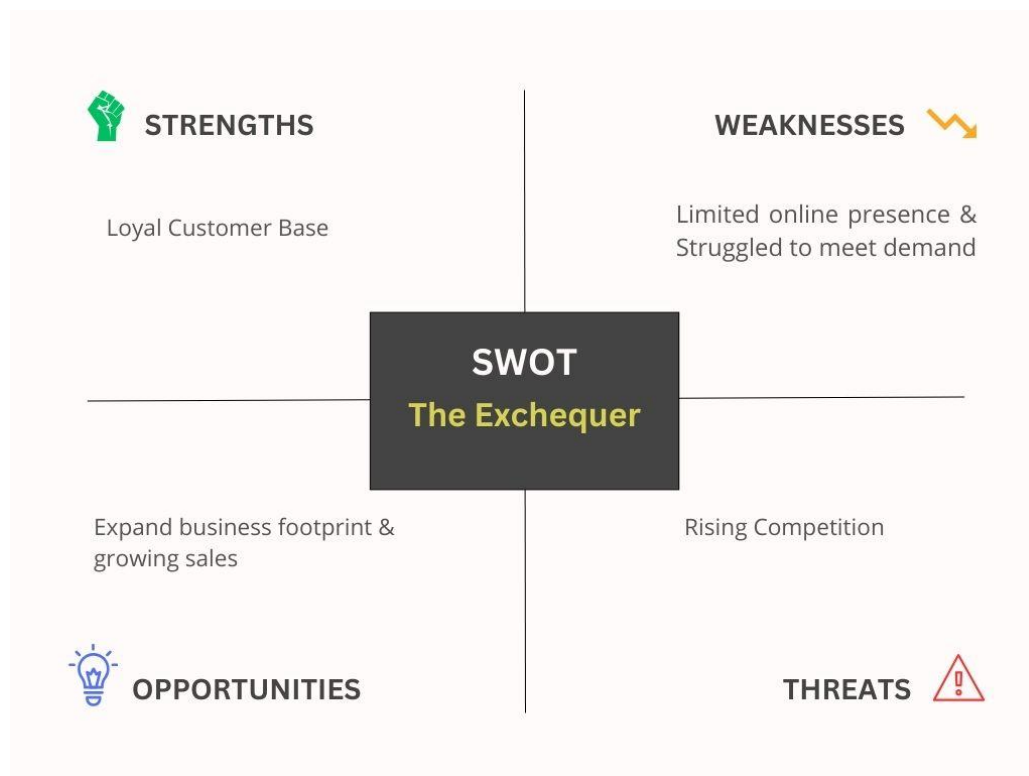 STRENGTHS
WEAKNESSES
Loyal Customer Base
Limited online presence &
Struggled to meet demand
SWOT
The Exchequer
Expand business footprint &
growing sales
Rising Competition
OPPORTUNITIES
THREATS